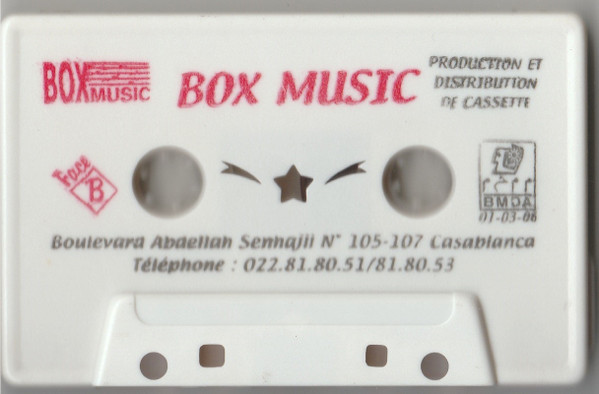 BOX MUSIC
BOX MUSIC
PRODUCTION ET
DISTRIBUTION
DE CASSETTE
Face
B
BMDA
01-03-06
Boulevard Abdellah Senhajii N° 105-107 Casablanca
Téléphone : 022.81.80.51/81.80.53